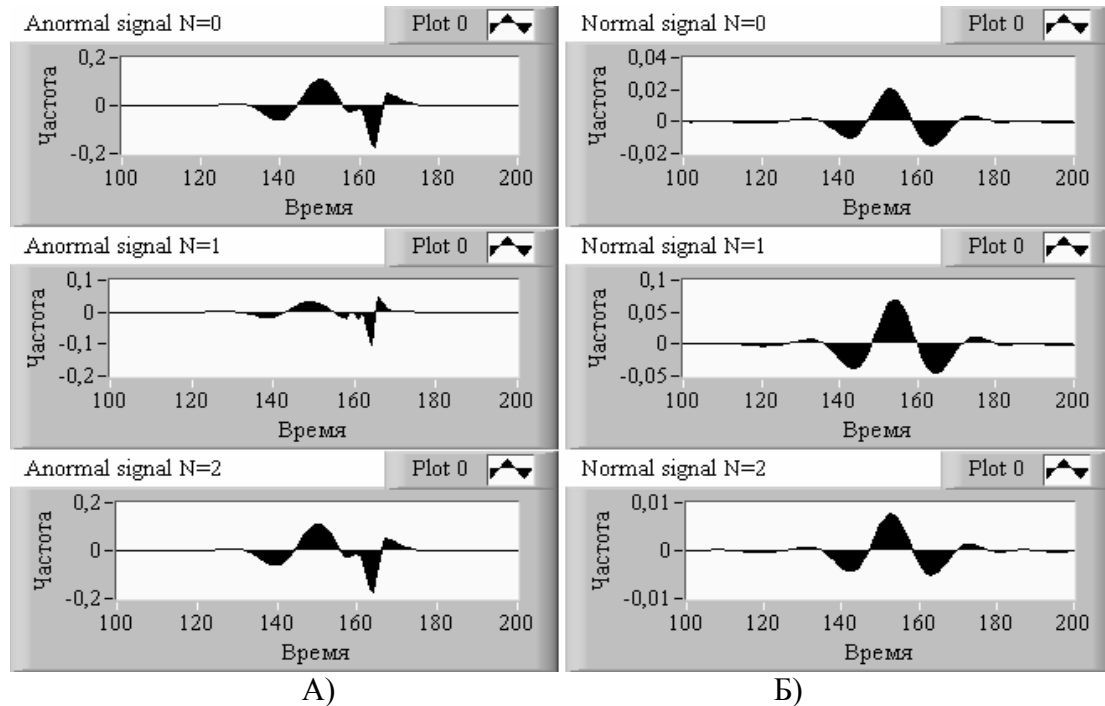 Anormal signal N=0
Plot 0
Частота
0,2
0
-0,2
100 120 140 160 180 200
Время
Normal signal N=0
Plot 0
Частота
0,04
0,02
0
-0,02
100 120 140 160 180 200
Время
Anormal signal N=1
Plot 0
Частота
0,1
0
-0,1
-0,2
100 120 140 160 180 200
Время
Normal signal N=1
Plot 0
Частота
0,1
0,05
0
-0,05
100 120 140 160 180 200
Время
Anormal signal N=2
Plot 0
Частота
0,2
0
-0,2
100 120 140 160 180 200
Время
Normal signal N=2
Plot 0
Частота
0,01
0
-0,01
100 120 140 160 180 200
Время
А)
Б)